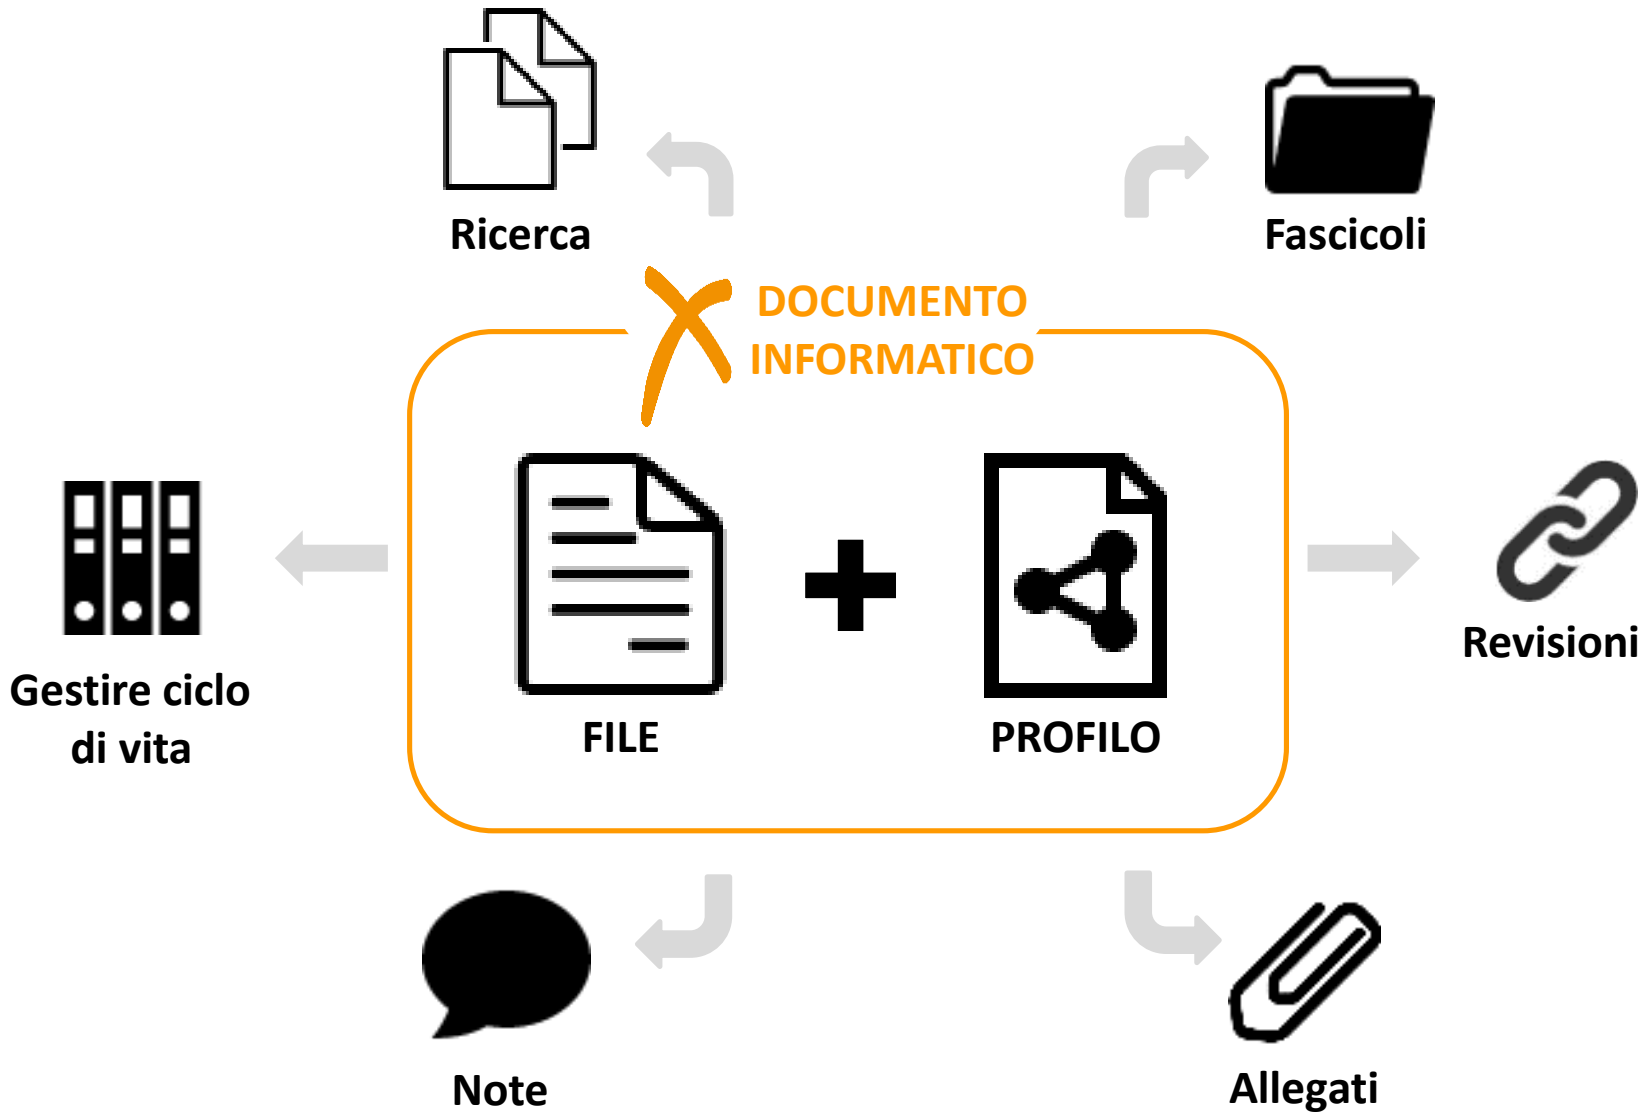 Ricerca
Fascicoli
DOCUMENTO
INFORMATICO
Gestire ciclo
di vita
FILE
PROFILO
Revisioni
Note
Allegati